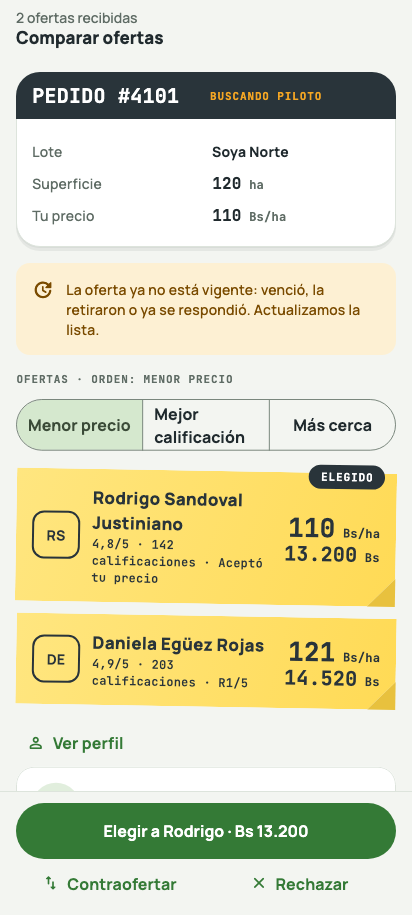 2 ofertas recibidas
Comparar ofertas
PEDIDO #4101 BUSCANDO PILOTO
Lote Soya Norte
Superficie 120 ha
Tu precio 110 Bs/ha
La oferta ya no está vigente: venció, la
retiraron o ya se respondió. Actualizamos la
lista.
OFERTAS · ORDEN: MENOR PRECIO
Menor precio
Mejor
calificación
Más cerca
ELEGIDO
RS
Rodrigo Sandoval
Justiniano
4,8/5 · 142
calificaciones · Aceptó
tu precio
110 Bs/ha
13.200 Bs
DE
Daniela Egüez Rojas
4,9/5 · 203
calificaciones · R1/5
121 Bs/ha
14.520 Bs
Ver perfil
Elegir a Rodrigo · Bs 13.200
Contraofertar
Rechazar